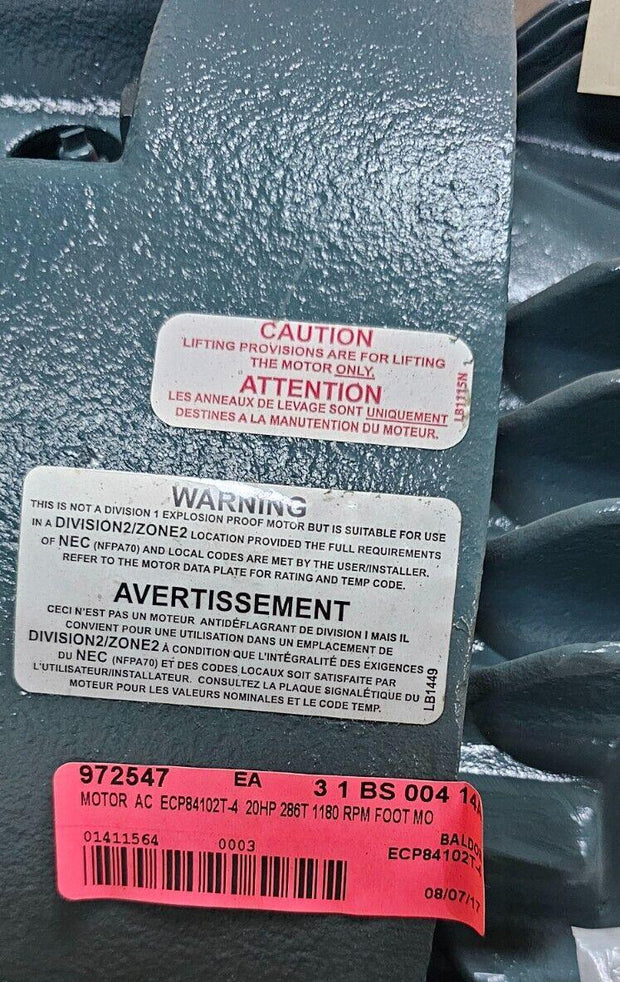 CAUTION
LIFTING PROVISIONS ARE FOR LIFTING
THE MOTOR ONLY.
ATTENTION
LES ANNEAUX DE LEVAGE SONT UNIQUEMENT
DESTINES A LA MANUTENTION DU MOTEUR.
LB1115N
WARNING
THIS IS NOT A DIVISION 1 EXPLOSION PROOF MOTOR BUT IS SUITABLE FOR USE
IN A DIVISION2/ZONE2 LOCATION PROVIDED THE FULL REQUIREMENTS
OF NEC (NFPA70) AND LOCAL CODES ARE MET BY THE USER/INSTALLER.
REFER TO THE MOTOR DATA PLATE FOR RATING AND TEMP CODE.
AVERTISSEMENT
CECI N'EST PAS UN MOTEUR ANTIDÉFLAGRANT DE DIVISION I MAIS IL
CONVIENT POUR UNE UTILISATION DANS UN EMPLACEMENT DE
DIVISION2/ZONE2 À CONDITION QUE L'INTÉGRALITÉ DES EXIGENCES
DU NEC (NFPA70) ET DES CODES LOCAUX SOIT SATISFAITE PAR
L'UTILISATEUR/INSTALLATEUR. CONSULTEZ LA PLAQUE SIGNALÉTIQUE DU
MOTEUR POUR LES VALEURS NOMINALES ET LE CODE TEMP.
LB1449
972547 EA 3 1 BS 004 14A
MOTOR AC ECP84102T-4 20HP 286T 1180 RPM FOOT MO
01411564 0003
BALDOR
ECP84102T-4
08/07/17